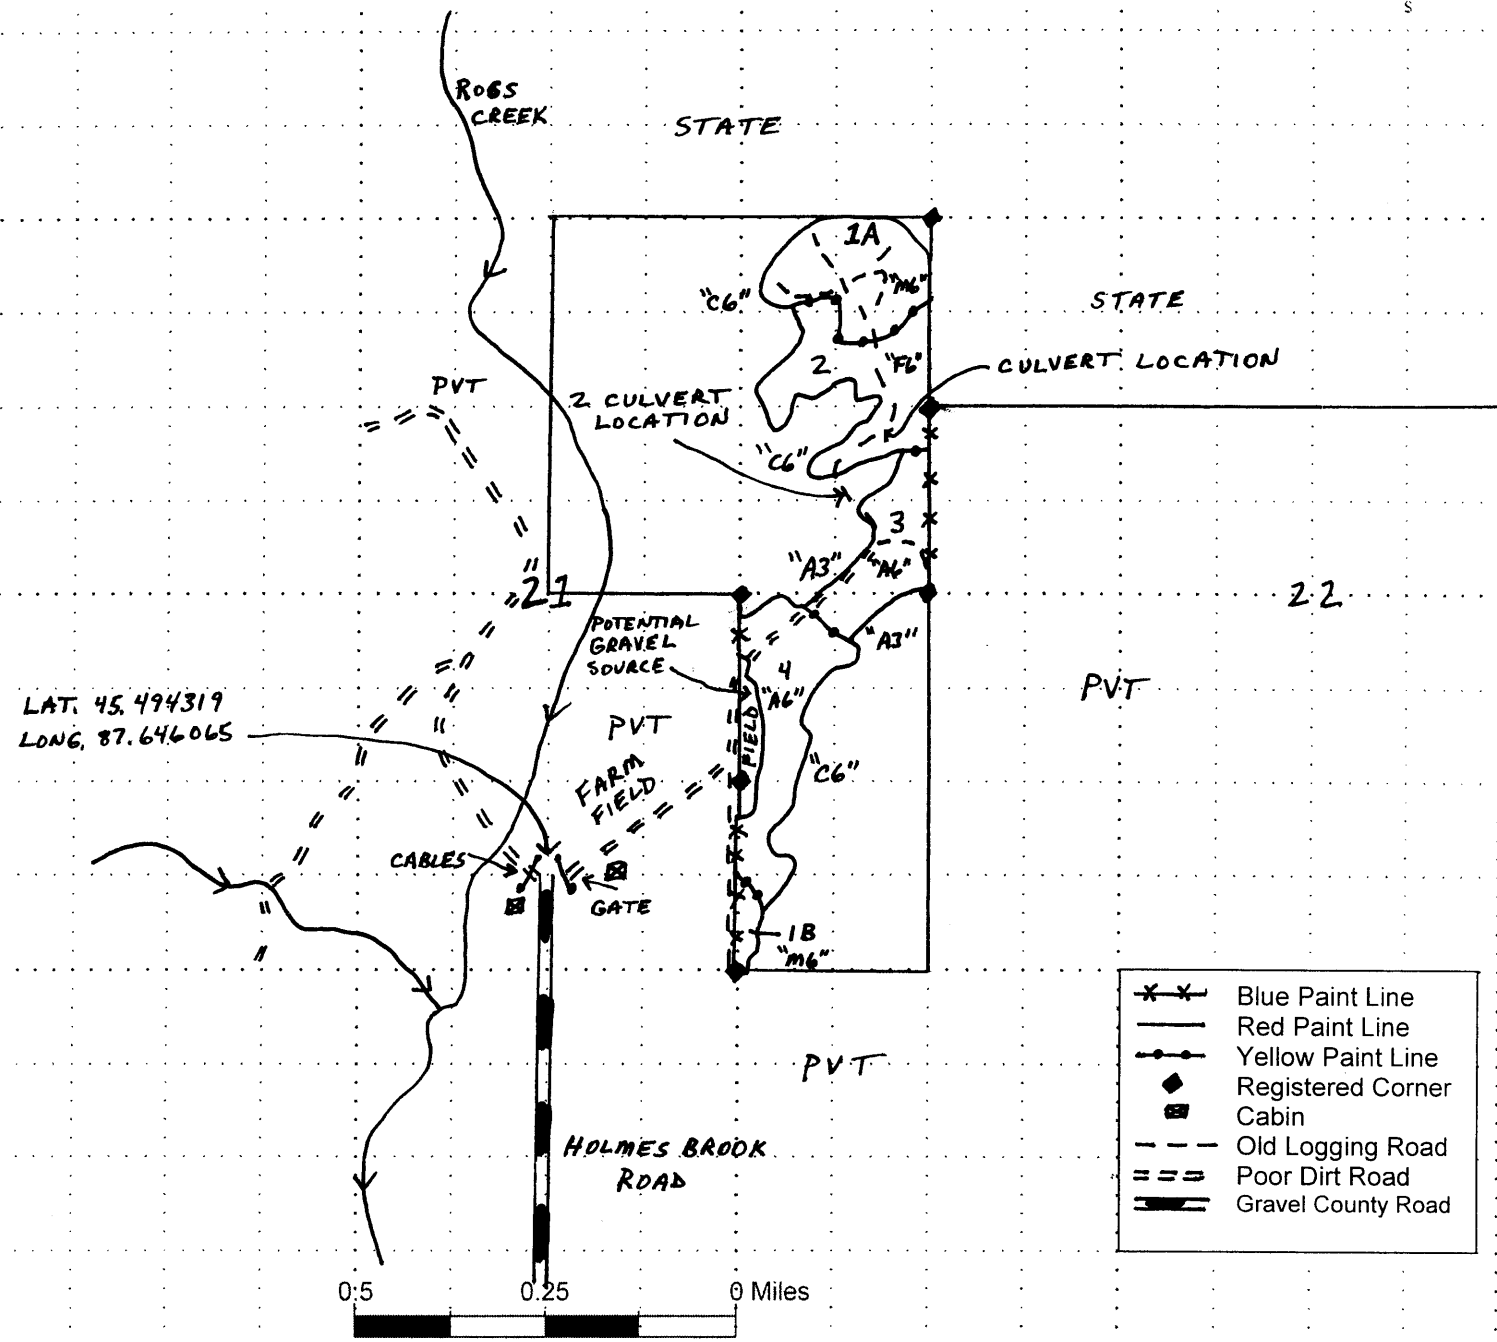 S
ROGS
CREEK
STATE
1A
"M6"
"C6"
STATE
2
"F6"
CULVERT LOCATION
PVT
2 CULVERT
LOCATION
"C6"
3
"A3"
"A6"
21
22
POTENTIAL
GRAVEL
SOURCE
"A3"
4
"A6"
LAT. 45.494319
LONG. 87.646065
PVT
PVT
FIELD
FARM
FIELD
"C6"
CABLES
GATE
1B
"M6"
PVT
HOLMES BROOK
ROAD
Blue Paint Line
Red Paint Line
Yellow Paint Line
Registered Corner
Cabin
Old Logging Road
Poor Dirt Road
Gravel County Road
0.5 0.25 0 Miles